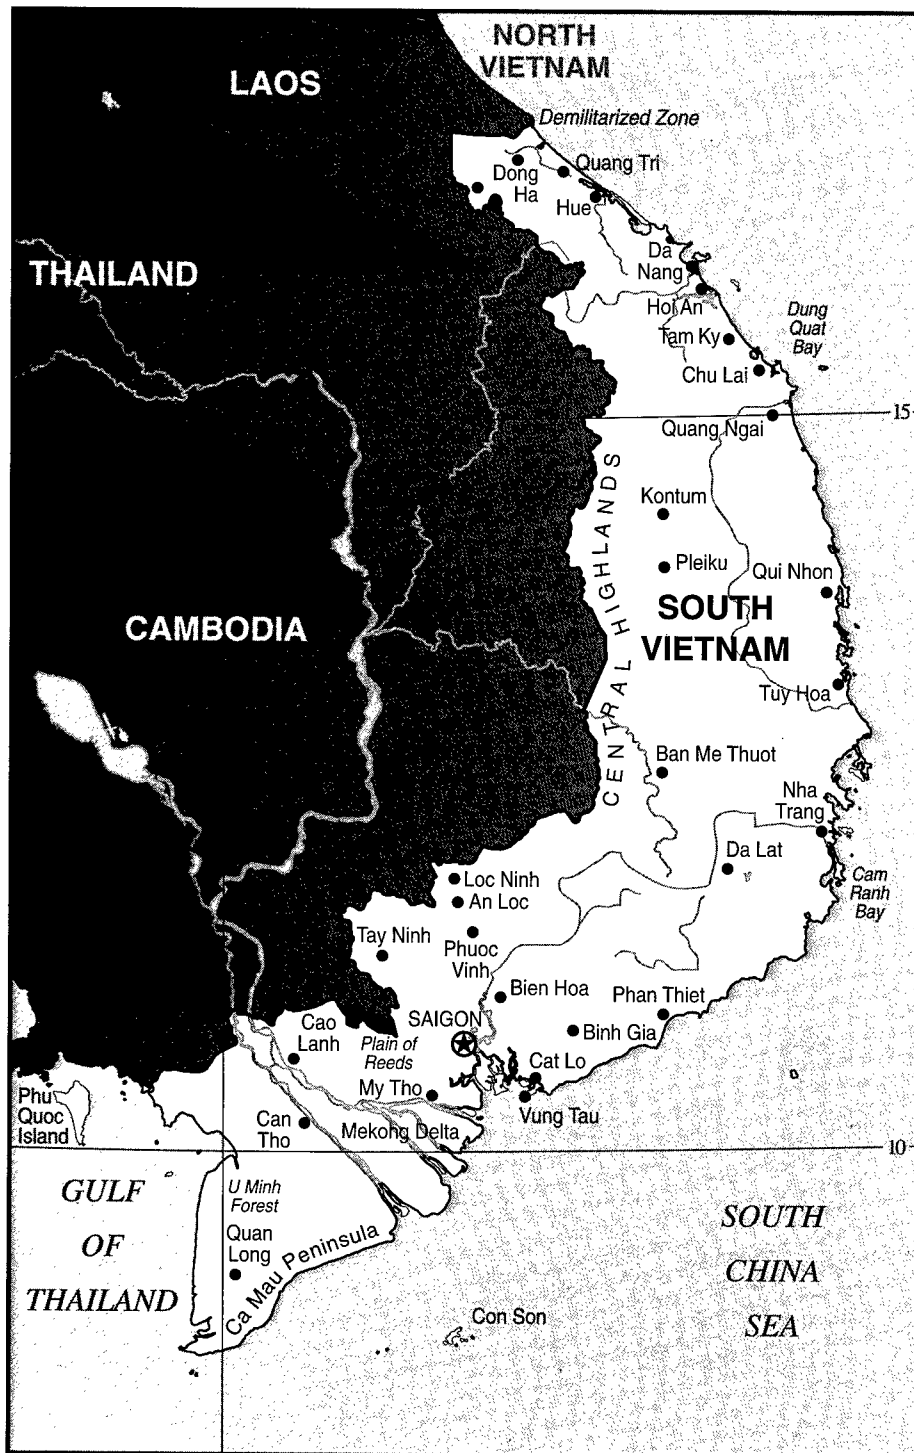 NORTH
VIETNAM
LAOS
Demilitarized Zone
Quang Tri
Dong
Ha
Hue
THAILAND
Da
Nang
Hoi An
Dung
Quat
Bay
Tam Ky
Chu Lai
15
Quang Ngai
CENTRAL HIGHLANDS
Kontum
Pleiku
Qui Nhon
CAMBODIA
SOUTH
VIETNAM
Tuy Hoa
Ban Me Thuot
Nha
Trang
Da Lat
Loc Ninh
An Loc
Cam
Ranh
Bay
Tay Ninh
Phuoc
Vinh
Bien Hoa
Phan Thiet
Cao
Lanh
SAIGON
Plain of
Reeds
Binh Gia
Cat Lo
My Tho
Vung Tau
Phu
Quoc
Island
Can
Tho
Mekong Delta
10
GULF
OF
THAILAND
U Minh
Forest
Quan
Long
Ca Mau Peninsula
SOUTH
CHINA
SEA
Con Son